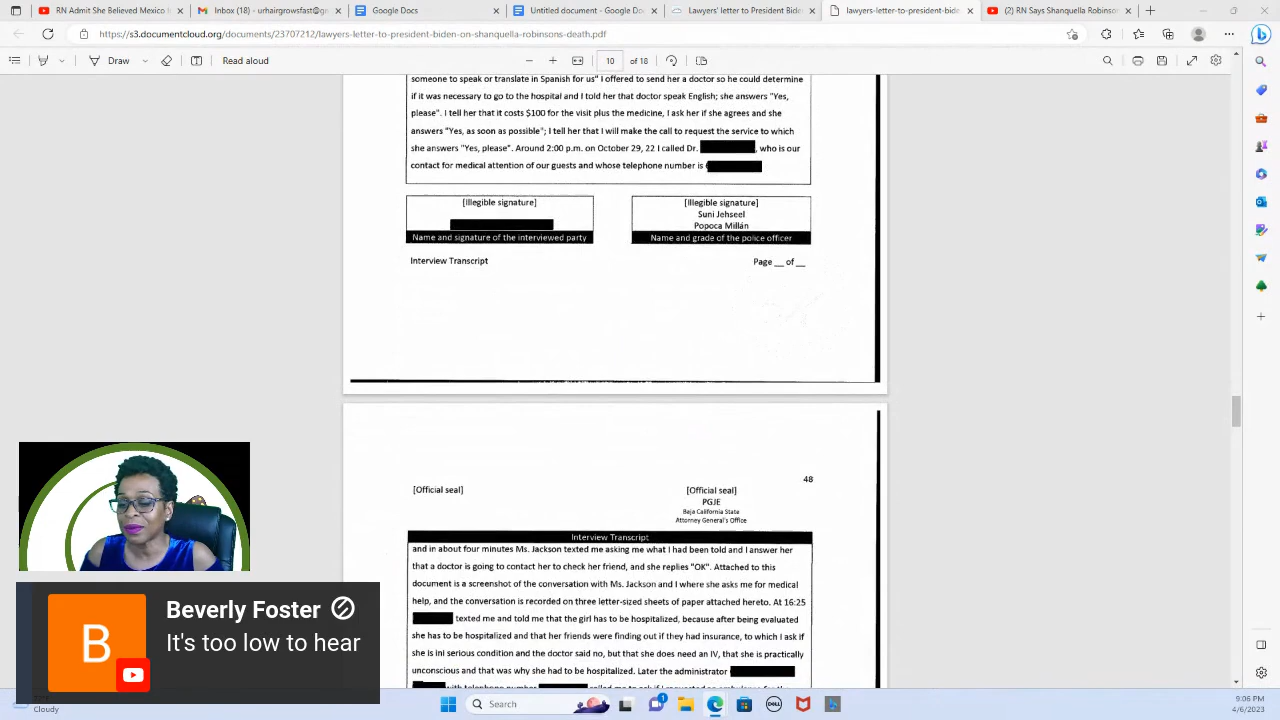 (5) RN Believed Mexico
Inbox (10) - uhairgrowsfast@g
Google Docs
Untitled document - Google Doc
Lawyers' letter to President Bid
lawyers-letter-to-president-bide
(2) RN Says Shanquella Robinson
https://s3.documentcloud.org/documents/23707212/lawyers-letter-to-president-biden-on-shanquella-robinsons-death.pdf
Draw
Read aloud
10
of 18
someone to speak or translate in Spanish for us" I offered to send her a doctor so he could determine
if it was necessary to go to the hospital and I told her that doctor speak English; she answers "Yes,
please". I tell her that it costs $100 for the visit plus the medicine, I ask her if she agrees and she
answers "Yes, as soon as possible"; I tell her that I will make the call to request the service to which
she answers "Yes, please". Around 2:00 p.m. on October 29, 22 I called Dr. , who is our
contact for medical attention of our guests and whose telephone number is
[Illegible signature]
Name and signature of the interviewed party
[Illegible signature]
Suni Jehseel
Popoca Millán
Name and grade of the police officer
Interview Transcript
Page __ of __
48
[Official seal]
[Official seal]
PGJE
Baja California State
Attorney General's Office
Interview Transcript
and in about four minutes Ms. Jackson texted me asking me what I had been told and I answer her
that a doctor is going to contact her to check her friend, and she replies "OK". Attached to this
document is a screenshot of the conversation with Ms. Jackson and I where she asks me for medical
help, and the conversation is recorded on three letter-sized sheets of paper attached hereto. At 16:25
texted me and told me that the girl has to be hospitalized, because after being evaluated
she has to be hospitalized and that her friends were finding out if they had insurance, to which I ask if
she is ini serious condition and the doctor said no, but that she does need an IV, that she is practically
unconscious and that was why she had to be hospitalized. Later the administrator
with telephone number
Beverly Foster
B
It's too low to hear
Cloudy
Search
1
DELL
9:06 PM
4/6/2023